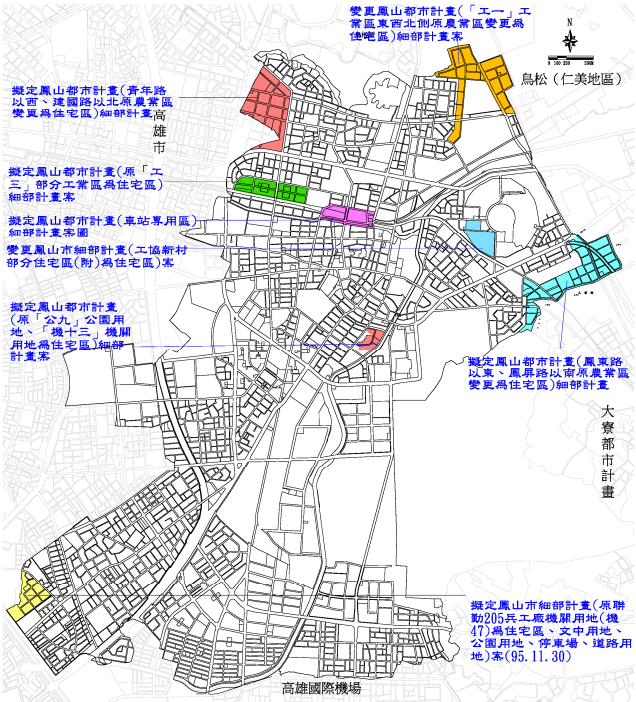 變更鳳山都市計畫(「工一」工
業區東西北側原農業區變更為
住宅區)細部計畫案
N
0 100 250 500M
鳥松(仁美地區)
擬定鳳山都市計畫(青年路
以西、建國路以北原農業區
變更為住宅區)細部計畫
高雄市
擬定鳳山都市計畫(原「工
三」部分工業區為住宅區)
細部計畫案
擬定鳳山都市計畫(車站專用區)
細部計畫案圖
變更鳳山市細部計畫(工協新村
部分住宅區(附)為住宅區)案
擬定鳳山都市計畫
(原「公九」公園用
地、「機十三」機關
用地為住宅區)細部
計畫案
擬定鳳山都市計畫(鳳東路
以東、鳳屏路以南原農業區
變更為住宅區)細部計畫
大寮都市計畫
擬定鳳山市細部計畫(原聯
勤205兵工廠機關用地(機
47)為住宅區、文中用地、
公園用地、停車場、道路用
地)案(95.11.30)
高雄國際機場